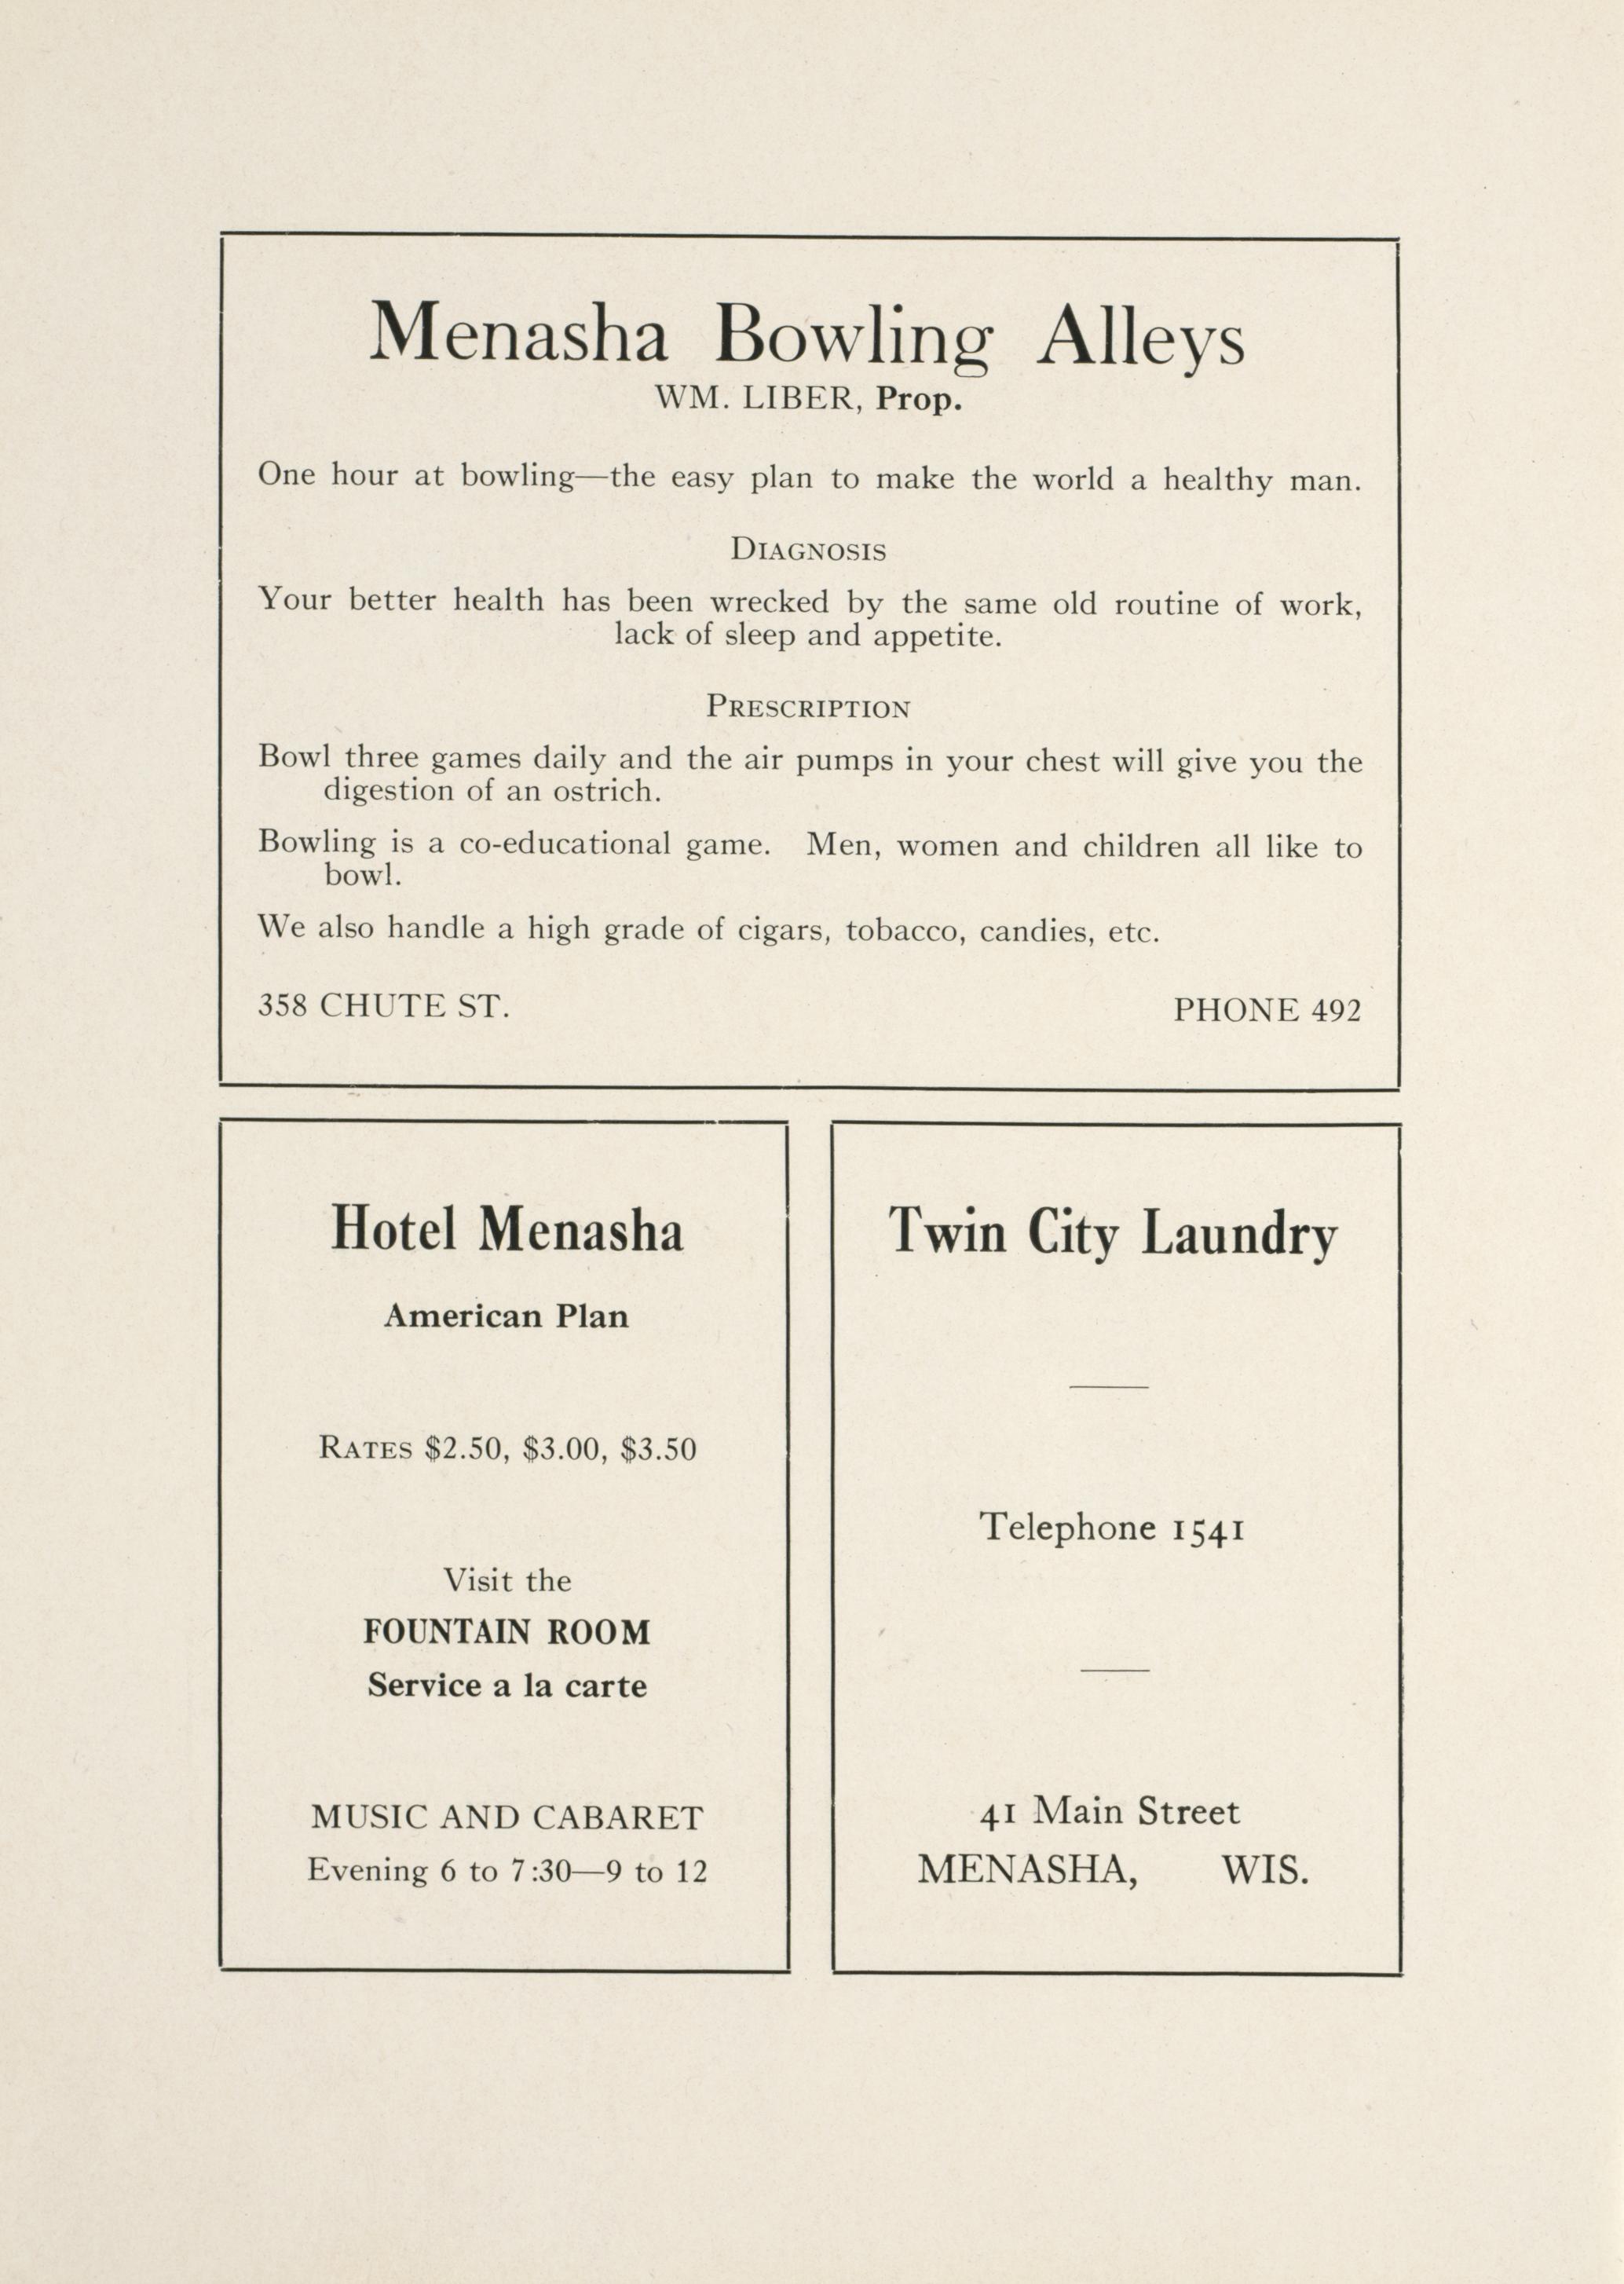 Menasha Bowling Alleys
WM. LIBER, Prop.
One hour at bowling—the easy plan to make the world a healthy man.
DIAGNOSIS
Your better health has been wrecked by the same old routine of work,
lack of sleep and appetite.
PRESCRIPTION
Bowl three games daily and the air pumps in your chest will give you the
digestion of an ostrich.
Bowling is a co-educational game. Men, women and children all like to
bowl.
We also handle a high grade of cigars, tobacco, candies, etc.
358 CHUTE ST. PHONE 492
Hotel Menasha
American Plan
RATES $2.50, $3.00, $3.50
Visit the
FOUNTAIN ROOM
Service a la carte
MUSIC AND CABARET
Evening 6 to 7:30—9 to 12
Twin City Laundry
Telephone 1541
41 Main Street
MENASHA, WIS.